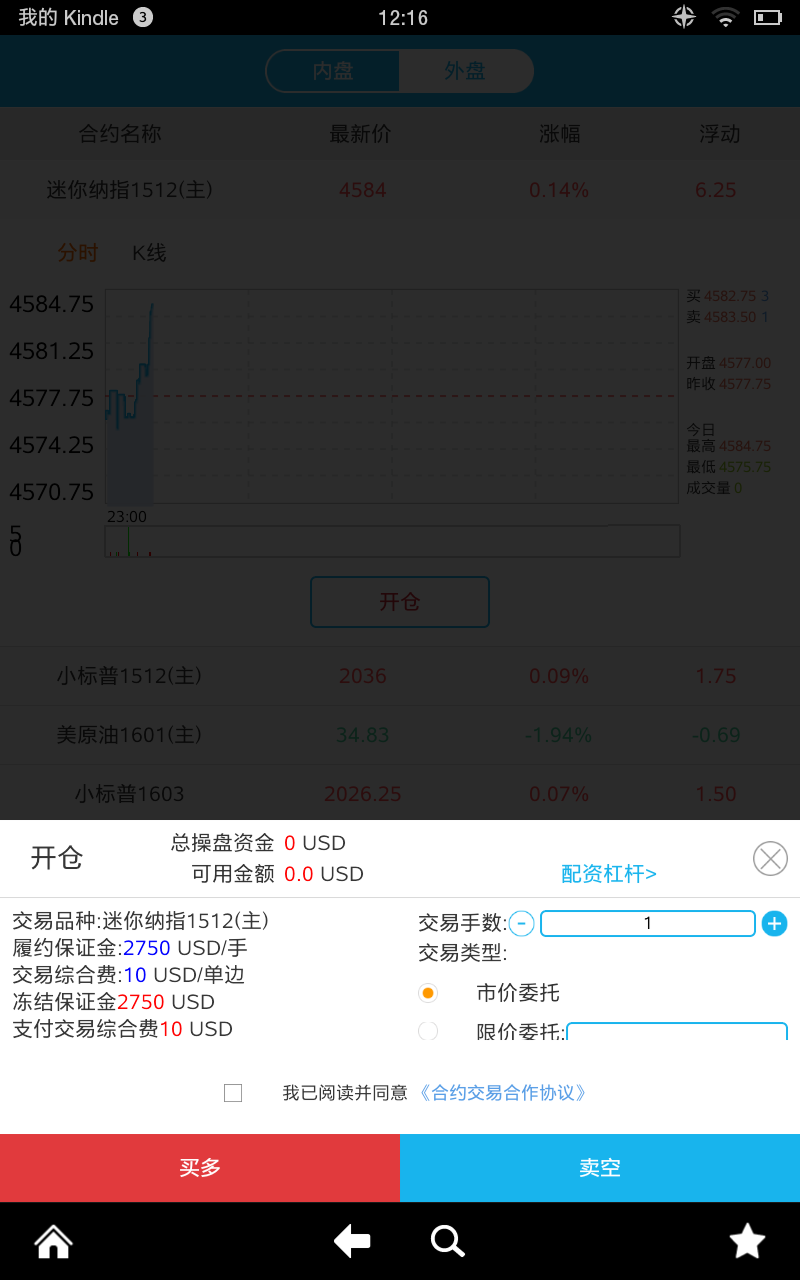 我的 Kindle 3 12:16
内盘 外盘
合约名称 最新价 涨幅 浮动
迷你纳指1512(主) 4584 0.14% 6.25
分时 K线
4584.75
4581.25
4577.75
4574.25
4570.75
买 4582.75 3
卖 4583.50 1
开盘 4577.00
昨收 4577.75
今日
最高 4584.75
最低 4575.75
成交量 0
23:00
5
0
开仓
小标普1512(主) 2036 0.09% 1.75
美原油1601(主) 34.83 -1.94% -0.69
小标普1603 2026.25 0.07% 1.50
开仓
总操盘资金 0 USD
可用金额 0.0 USD
配资杠杆>
交易品种:迷你纳指1512(主)
履约保证金:2750 USD/手
交易综合费:10 USD/单边
冻结保证金2750 USD
支付交易综合费10 USD
交易手数: - 1 +
交易类型:
市价委托
限价委托:
我已阅读并同意《合约交易合作协议》
买多 卖空